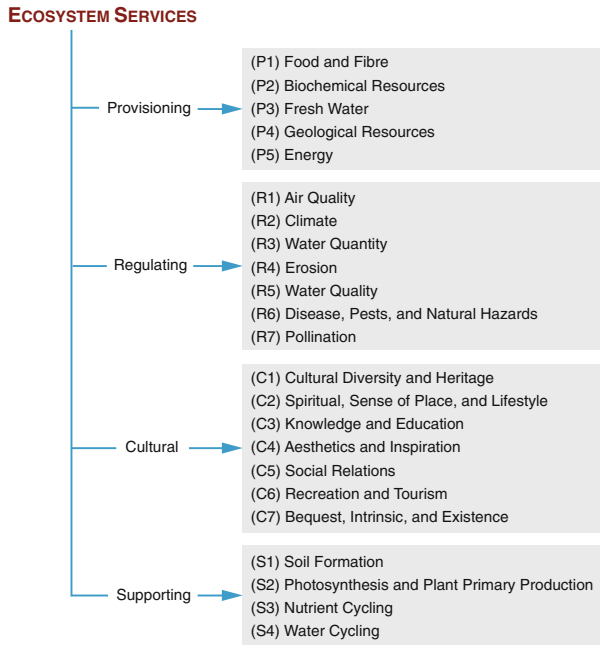 ECOSYSTEM SERVICES
Provisioning
(P1) Food and Fibre
(P2) Biochemical Resources
(P3) Fresh Water
(P4) Geological Resources
(P5) Energy
Regulating
(R1) Air Quality
(R2) Climate
(R3) Water Quantity
(R4) Erosion
(R5) Water Quality
(R6) Disease, Pests, and Natural Hazards
(R7) Pollination
Cultural
(C1) Cultural Diversity and Heritage
(C2) Spiritual, Sense of Place, and Lifestyle
(C3) Knowledge and Education
(C4) Aesthetics and Inspiration
(C5) Social Relations
(C6) Recreation and Tourism
(C7) Bequest, Intrinsic, and Existence
Supporting
(S1) Soil Formation
(S2) Photosynthesis and Plant Primary Production
(S3) Nutrient Cycling
(S4) Water Cycling